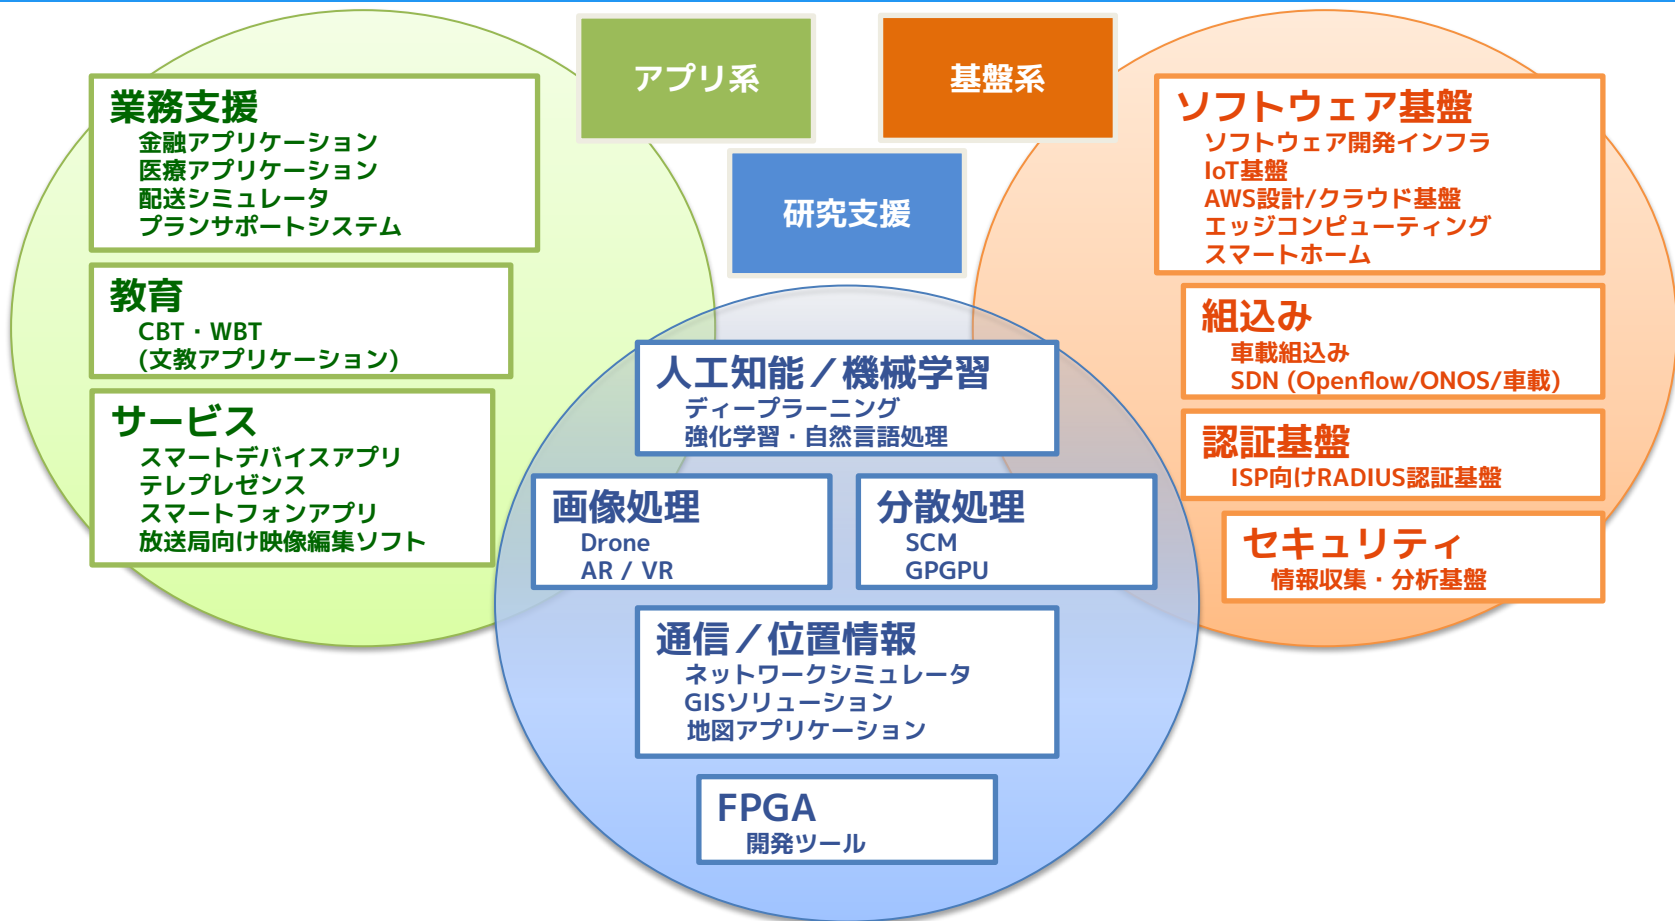 アプリ系
基盤系
研究支援
業務支援
金融アプリケーション
医療アプリケーション
配送シミュレータ
プランサポートシステム
教育
CBT・WBT
(文教アプリケーション)
サービス
スマートデバイスアプリ
テレプレゼンス
スマートフォンアプリ
放送局向け映像編集ソフト
人工知能／機械学習
ディープラーニング
強化学習・自然言語処理
画像処理
Drone
AR / VR
分散処理
SCM
GPGPU
通信／位置情報
ネットワークシミュレータ
GISソリューション
地図アプリケーション
FPGA
開発ツール
ソフトウェア基盤
ソフトウェア開発インフラ
IoT基盤
AWS設計/クラウド基盤
エッジコンピューティング
スマートホーム
組込み
車載組込み
SDN (Openflow/ONOS/車載)
認証基盤
ISP向けRADIUS認証基盤
セキュリティ
情報収集・分析基盤